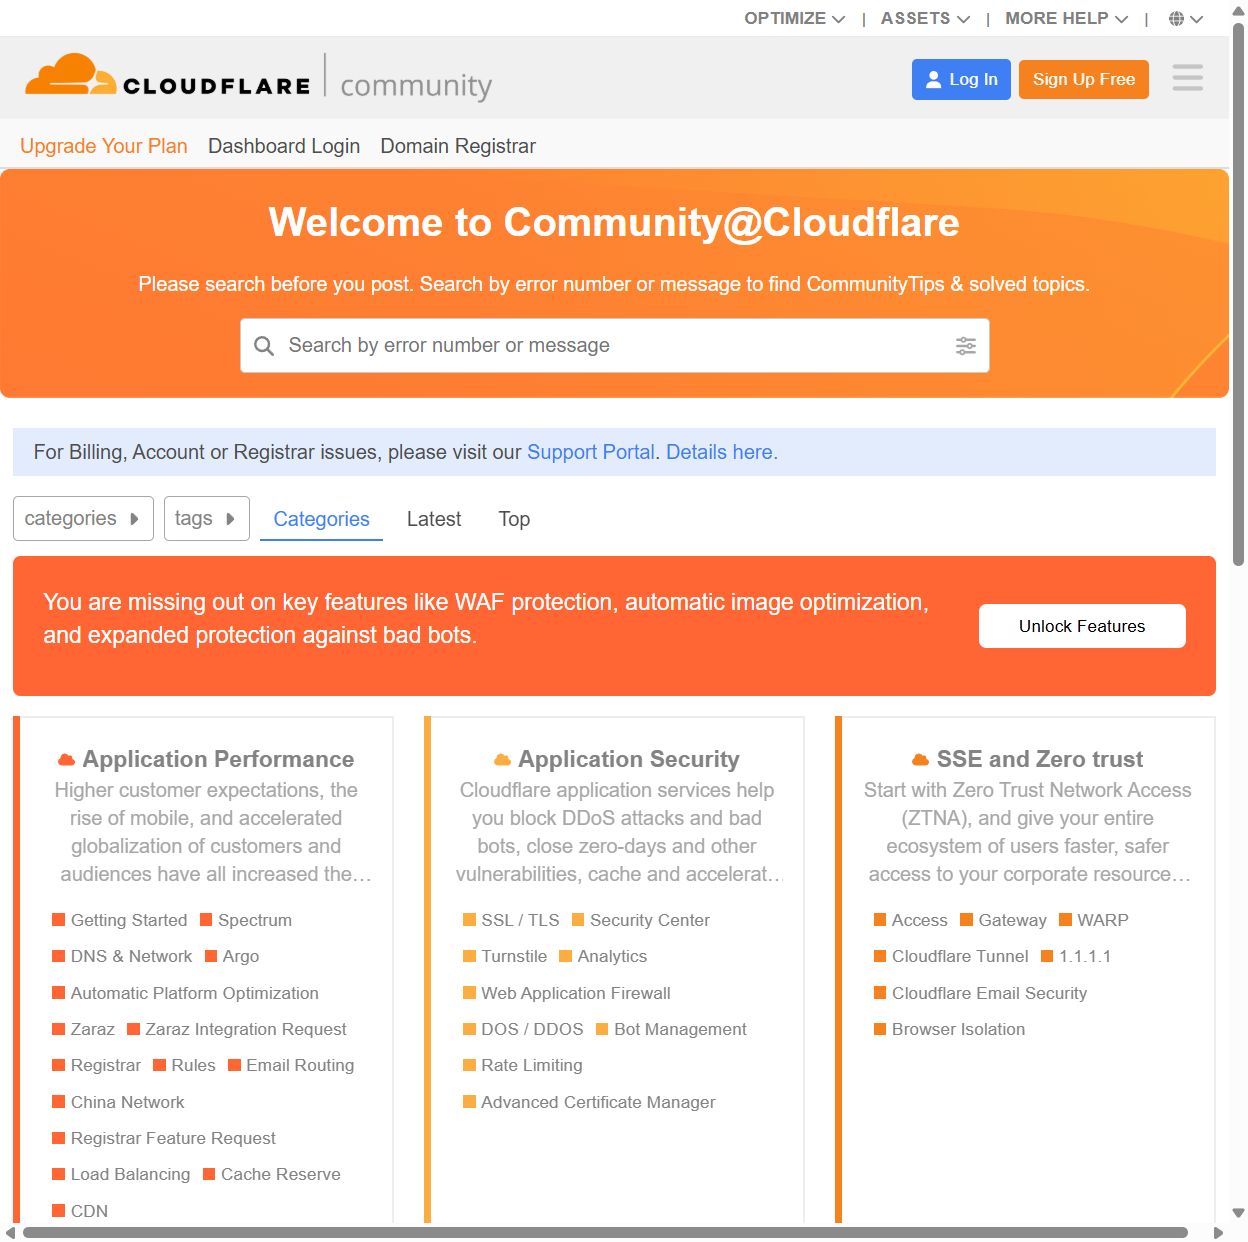 OPTIMIZE | ASSETS | MORE HELP |
CLOUDFLARE | community
Log In
Sign Up Free
Upgrade Your Plan Dashboard Login Domain Registrar
Welcome to Community@Cloudflare
Please search before you post. Search by error number or message to find CommunityTips & solved topics.
Search by error number or message
For Billing, Account or Registrar issues, please visit our Support Portal. Details here.
categories tags Categories Latest Top
You are missing out on key features like WAF protection, automatic image optimization,
and expanded protection against bad bots.
Unlock Features
Application Performance
Higher customer expectations, the
rise of mobile, and accelerated
globalization of customers and
audiences have all increased the…
Getting Started Spectrum
DNS & Network Argo
Automatic Platform Optimization
Zaraz Zaraz Integration Request
Registrar Rules Email Routing
China Network
Registrar Feature Request
Load Balancing Cache Reserve
CDN
Application Security
Cloudflare application services help
you block DDoS attacks and bad
bots, close zero-days and other
vulnerabilities, cache and accelerat…
SSL / TLS Security Center
Turnstile Analytics
Web Application Firewall
DOS / DDOS Bot Management
Rate Limiting
Advanced Certificate Manager
SSE and Zero trust
Start with Zero Trust Network Access
(ZTNA), and give your entire
ecosystem of users faster, safer
access to your corporate resource…
Access Gateway WARP
Cloudflare Tunnel 1.1.1.1
Cloudflare Email Security
Browser Isolation